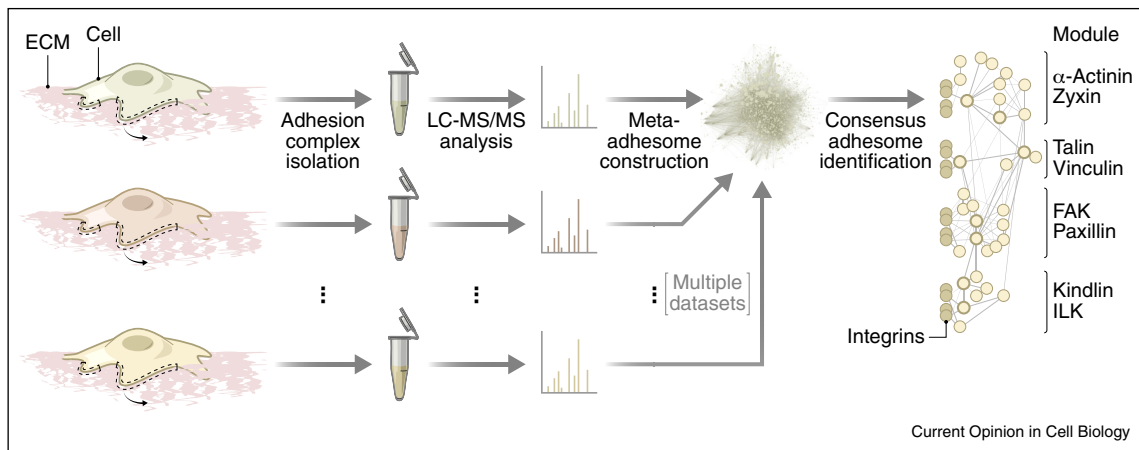 ECM
Cell
Adhesion
complex
isolation
LC-MS/MS
analysis
Meta-
adhesome
construction
Consensus
adhesome
identification
Module
α-Actinin
Zyxin
Talin
Vinculin
FAK
Paxillin
Kindlin
ILK
Integrins
[Multiple
datasets]
Current Opinion in Cell Biology